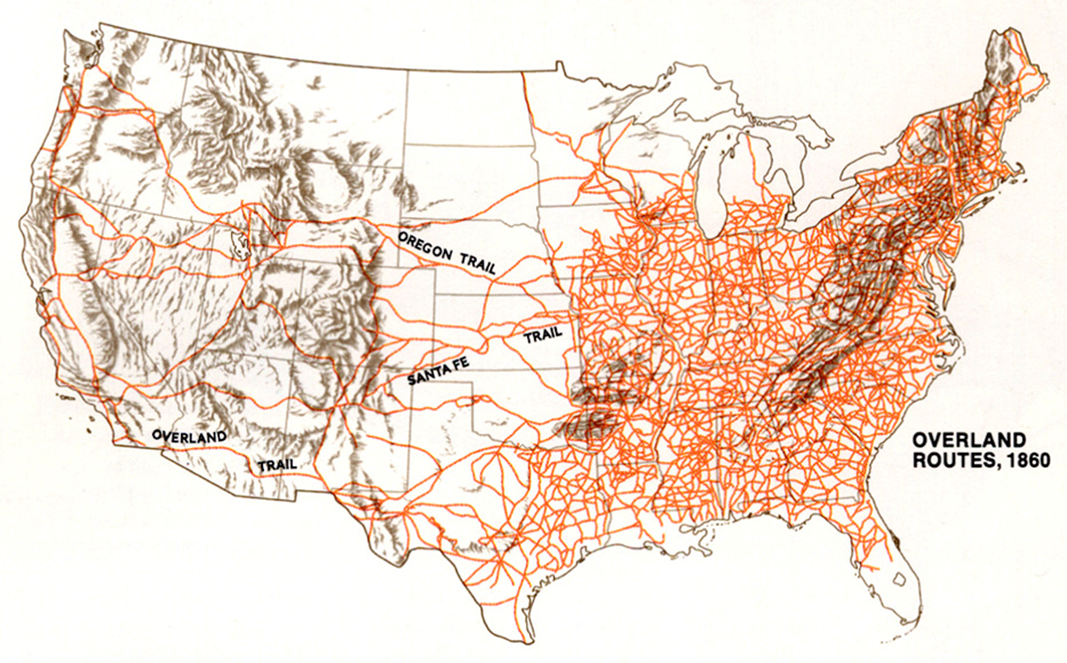 OREGON TRAIL
TRAIL
SANTA FE
OVERLAND
TRAIL
OVERLAND
ROUTES, 1860